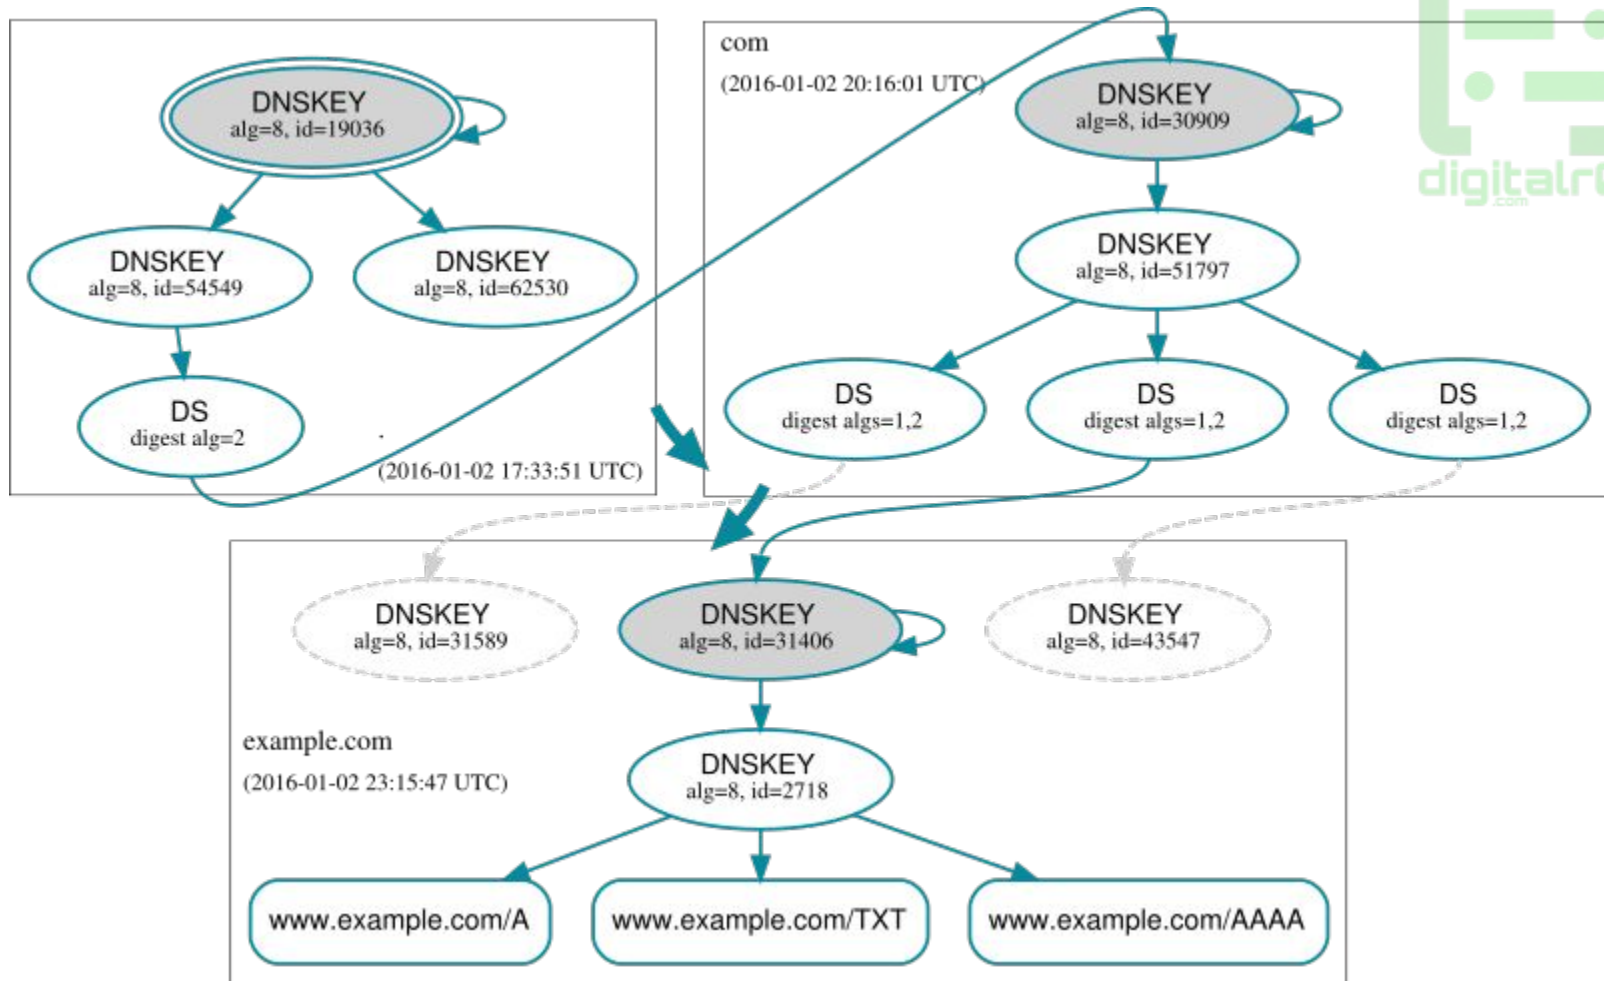 DNSKEY
alg=8, id=19036
DNSKEY
alg=8, id=54549
DNSKEY
alg=8, id=62530
DS
digest alg=2
.
(2016-01-02 17:33:51 UTC)
com
(2016-01-02 20:16:01 UTC)
DNSKEY
alg=8, id=30909
DNSKEY
alg=8, id=51797
DS
digest algs=1,2
DS
digest algs=1,2
DS
digest algs=1,2
DNSKEY
alg=8, id=31589
DNSKEY
alg=8, id=31406
DNSKEY
alg=8, id=43547
example.com
(2016-01-02 23:15:47 UTC)
DNSKEY
alg=8, id=2718
www.example.com/A
www.example.com/TXT
www.example.com/AAAA
.com